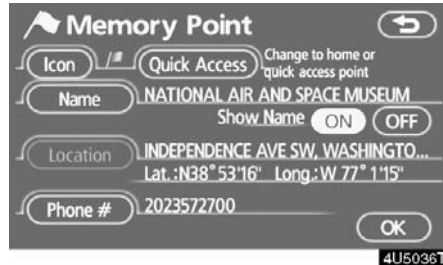 Memory Point
Icon
Quick Access
Change to home or
quick access point
Name
NATIONAL AIR AND SPACE MUSEUM
Show Name
ON
OFF
Location
INDEPENDENCE AVE SW, WASHINGTO...
Lat.:N38°53'16" Long.:W 77°1'15"
Phone #
2023572700
OK
4U5036T